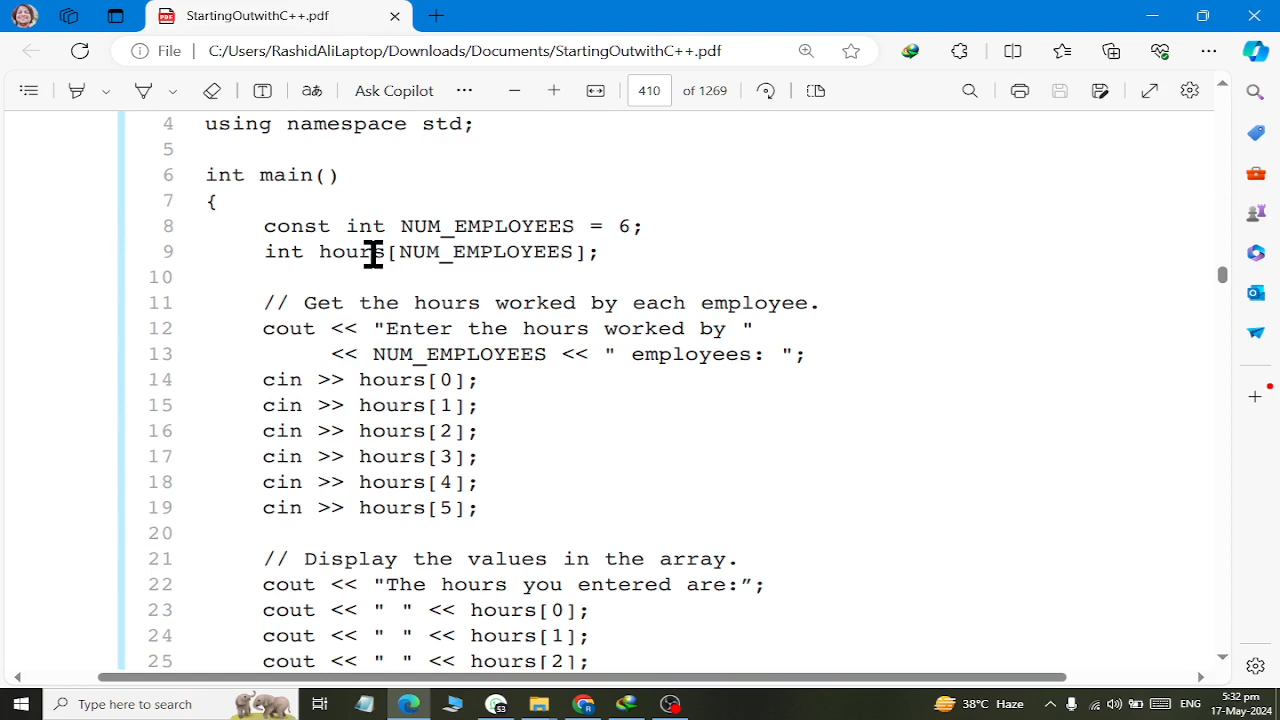 StartingOutwithC++.pdf
File C:/Users/RashidAliLaptop/Downloads/Documents/StartingOutwithC++.pdf
Ask Copilot 410 of 1269
4 using namespace std;
5
6 int main()
7 {
8 const int NUM_EMPLOYEES = 6;
9 int hours[NUM_EMPLOYEES];
10
11 // Get the hours worked by each employee.
12 cout << "Enter the hours worked by "
13 << NUM_EMPLOYEES << " employees: ";
14 cin >> hours[0];
15 cin >> hours[1];
16 cin >> hours[2];
17 cin >> hours[3];
18 cin >> hours[4];
19 cin >> hours[5];
20
21 // Display the values in the array.
22 cout << "The hours you entered are:”;
23 cout << " " << hours[0];
24 cout << " " << hours[1];
25 cout << " " << hours[2];
Type here to search
38°C Haze
ENG
5:32 pm
17-May-2024